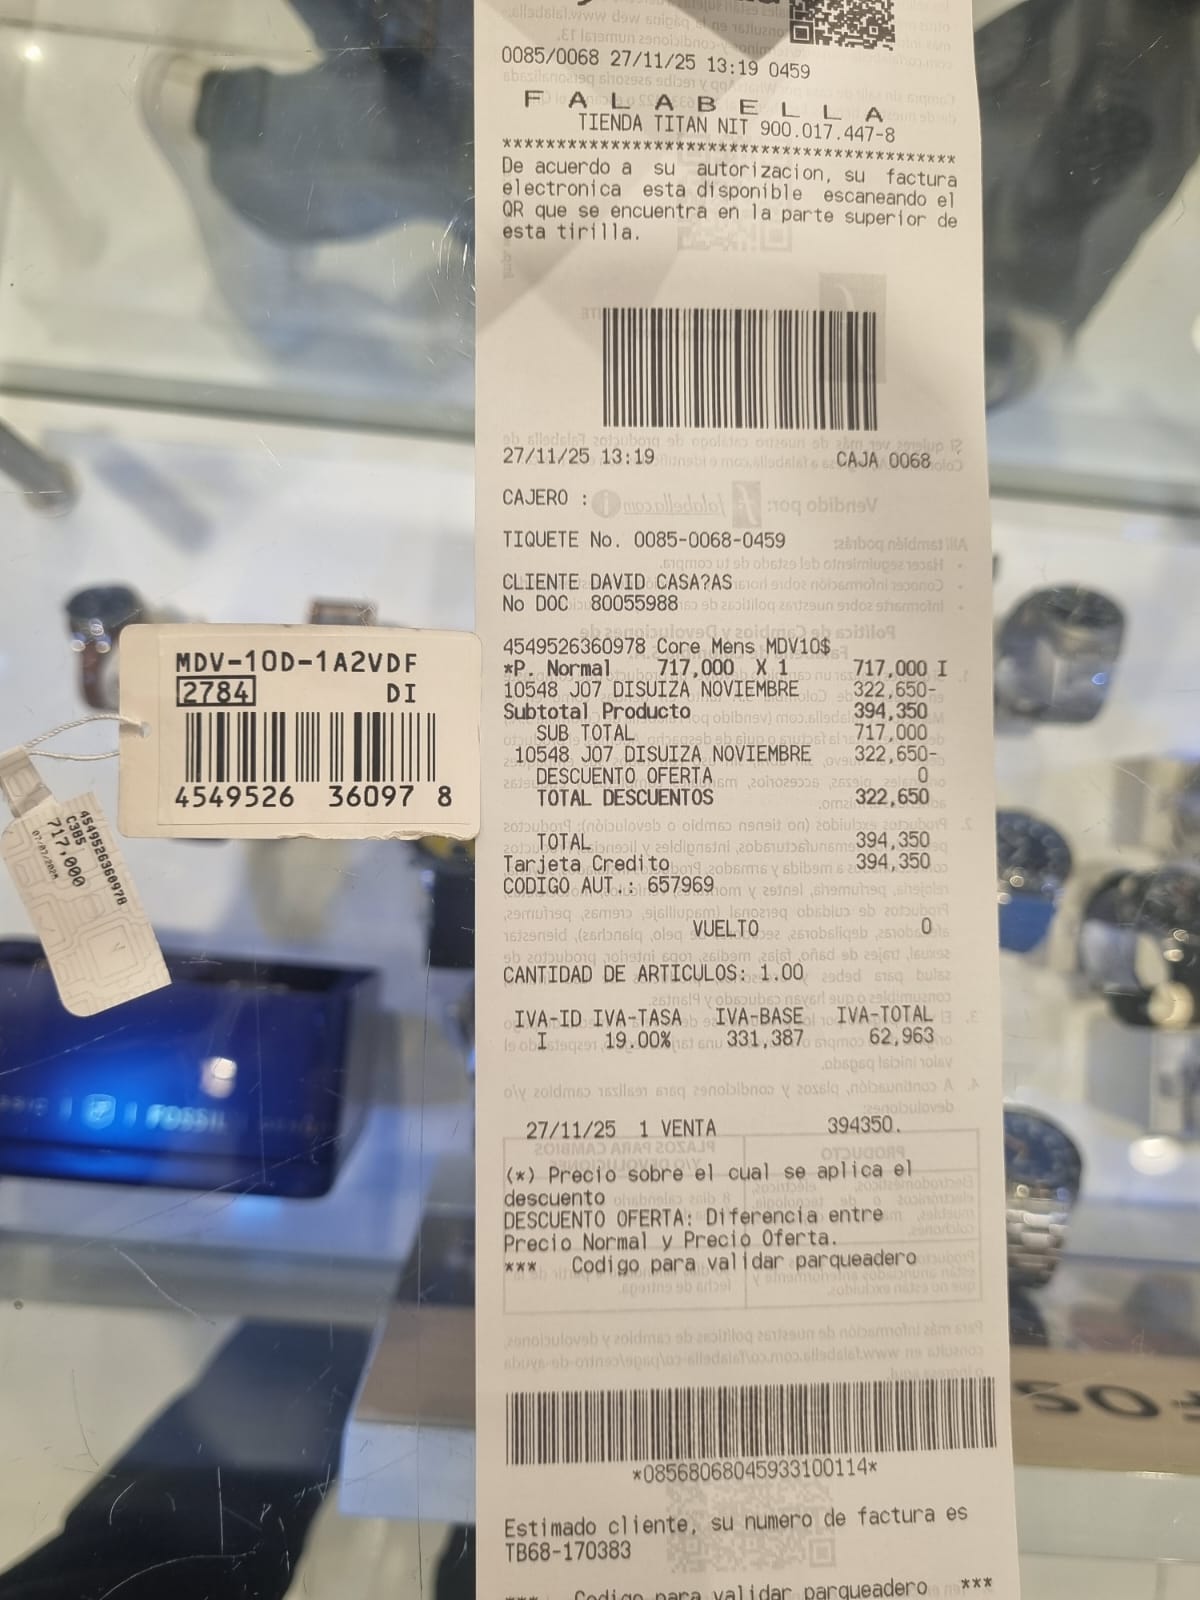 0085/0068 27/11/25 13:19 0459
F A L A B E L L A
TIENDA TITAN NIT 900.017.447-8
*******************************************
De acuerdo a su autorizacion, su factura
electronica esta disponible escaneando el
QR que se encuentra en la parte superior de
esta tirilla.
27/11/25 13:19 CAJA 0068
CAJERO :
TIQUETE No. 0085-0068-0459
CLIENTE DAVID CASA?AS
No DOC 80055988
4549526360978 Core Mens MDV10$
*P. Normal 717,000 X 1 717,000 I
10548 J07 DISUIZA NOVIEMBRE 322,650-
Subtotal Producto 394,350
SUB TOTAL 717,000
10548 J07 DISUIZA NOVIEMBRE 322,650-
DESCUENTO OFERTA 0
TOTAL DESCUENTOS 322,650
TOTAL 394,350
Tarjeta Credito 394,350
CODIGO AUT.: 657969
VUELTO 0
CANTIDAD DE ARTICULOS: 1.00
IVA-ID IVA-TASA IVA-BASE IVA-TOTAL
I 19.00% 331,387 62,963
27/11/25 1 VENTA 394350.
(*) Precio sobre el cual se aplica el
descuento
DESCUENTO OFERTA: Diferencia entre
Precio Normal y Precio Oferta.
*** Codigo para validar parqueadero
*08568068045933100114*
Estimado cliente, su numero de factura es
TB68-170383
*** Codigo para validar parqueadero ***
MDV-10D-1A2VDF
2784 DI
4549526 36097 8
4549526360978
C385
717,000
FOSSIL